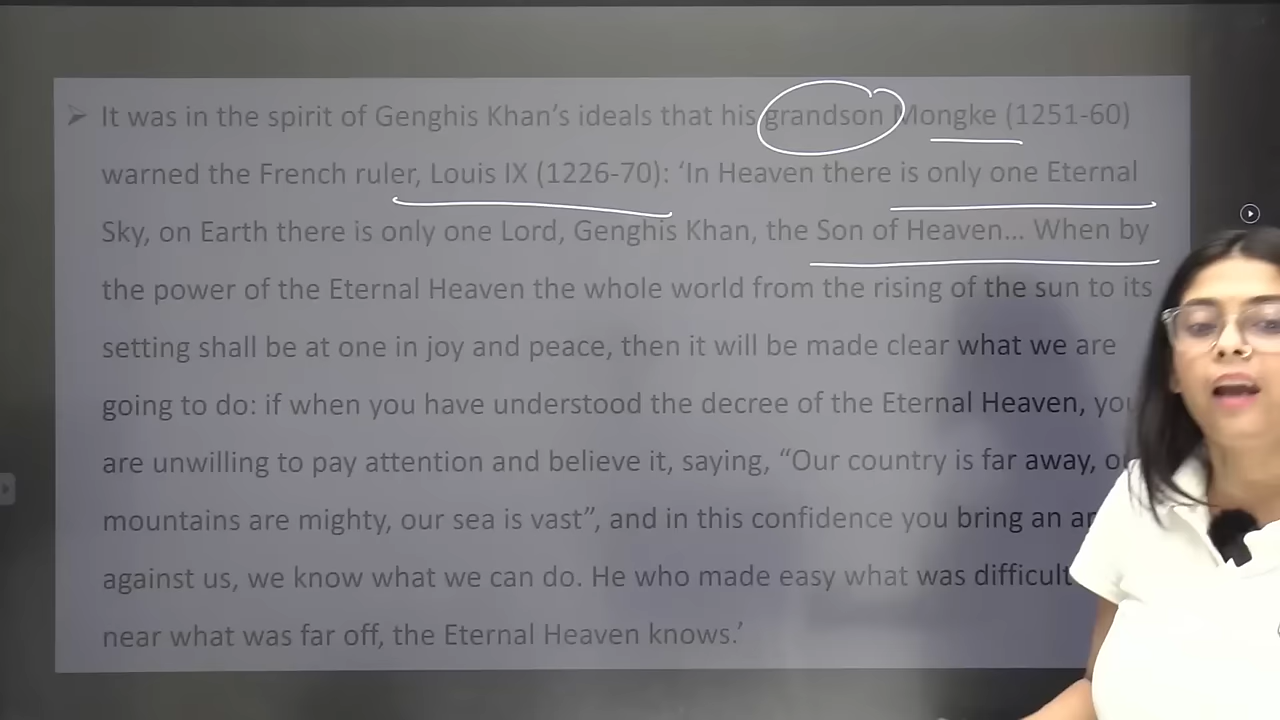 ➢ It was in the spirit of Genghis Khan’s ideals that his grandson Mongke (1251-60)
warned the French ruler, Louis IX (1226-70): ‘In Heaven there is only one Eternal
Sky, on Earth there is only one Lord, Genghis Khan, the Son of Heaven... When by
the power of the Eternal Heaven the whole world from the rising of the sun to its
setting shall be at one in joy and peace, then it will be made clear what we are
going to do: if when you have understood the decree of the Eternal Heaven,
are unwilling to pay attention and believe it, saying, “Our country is far away,
mountains are mighty, our sea is vast”, and in this confidence you bring an
against us, we know what we can do. He who made easy what was difficult
near what was far off, the Eternal Heaven knows.’